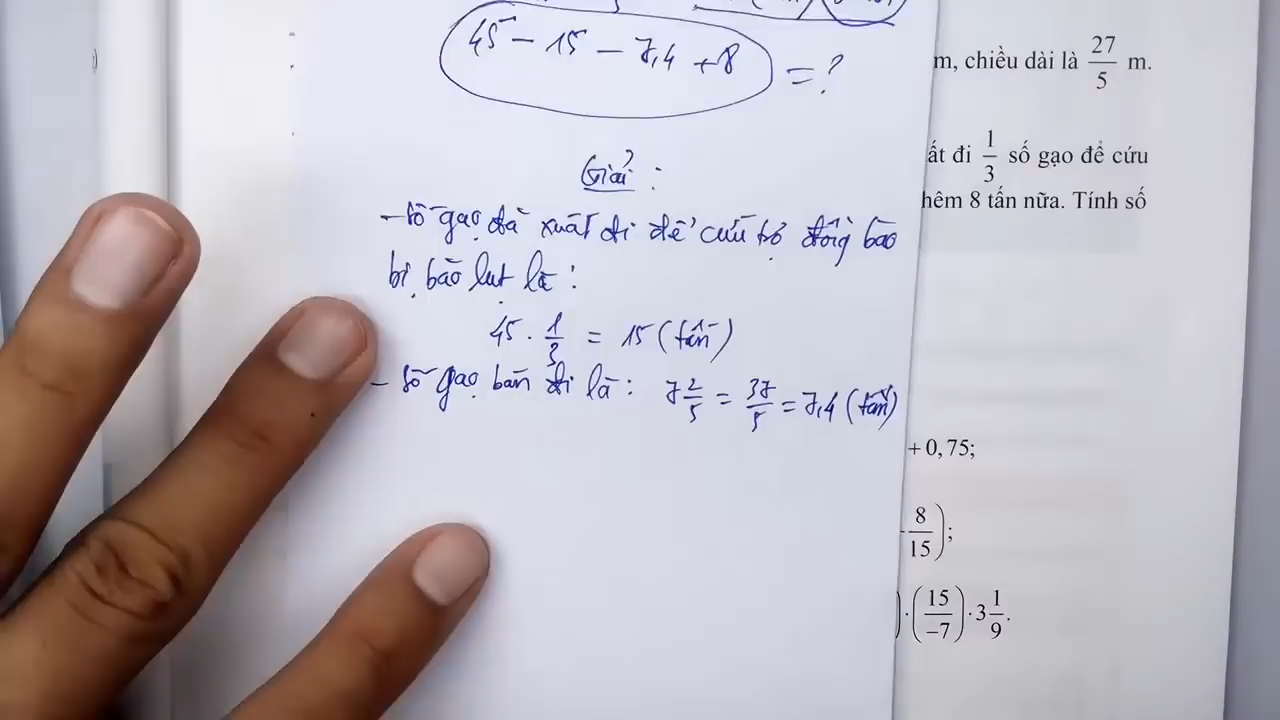 45 - 15 - 7,4 + 8 = ?
Giải :
- Số gạo đã xuất đi để cứu trợ đồng bào
bị bão lụt là :
45 . 1/3 = 15 (tấn)
- Số gạo bán đi là : 7 2/5 = 37/5 = 7,4 (tấn)
m, chiều dài là 27/5 m.
ất đi 1/3 số gạo để cứu
hêm 8 tấn nữa. Tính số
+ 0,75;
8/15);
) · (15/-7) · 3 1/9.